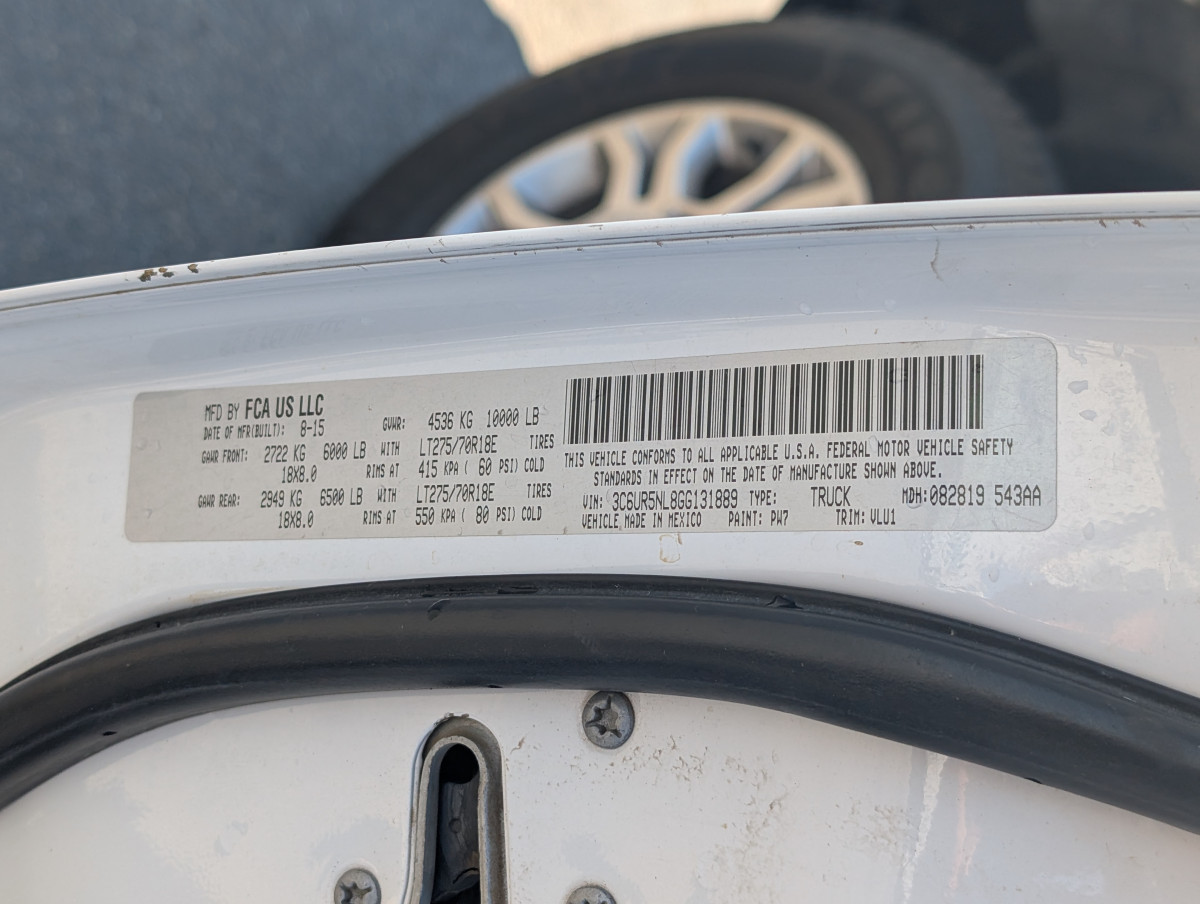 MFD BY FCA US LLC
DATE OF MFR(BUILT): 8-15 GVWR: 4536 KG 10000 LB
GAWR FRONT: 2722 KG 6000 LB WITH LT275/70R18E TIRES
18X8.0 RIMS AT 415 KPA ( 60 PSI) COLD
GAWR REAR: 2949 KG 6500 LB WITH LT275/70R18E TIRES
18X8.0 RIMS AT 550 KPA ( 80 PSI) COLD
THIS VEHICLE CONFORMS TO ALL APPLICABLE U.S.A. FEDERAL MOTOR VEHICLE SAFETY
STANDARDS IN EFFECT ON THE DATE OF MANUFACTURE SHOWN ABOVE.
VIN: 3C6UR5NL8GG131889 TYPE: TRUCK MDH: 082819 543AA
VEHICLE MADE IN MEXICO PAINT: PW7 TRIM: VLU1